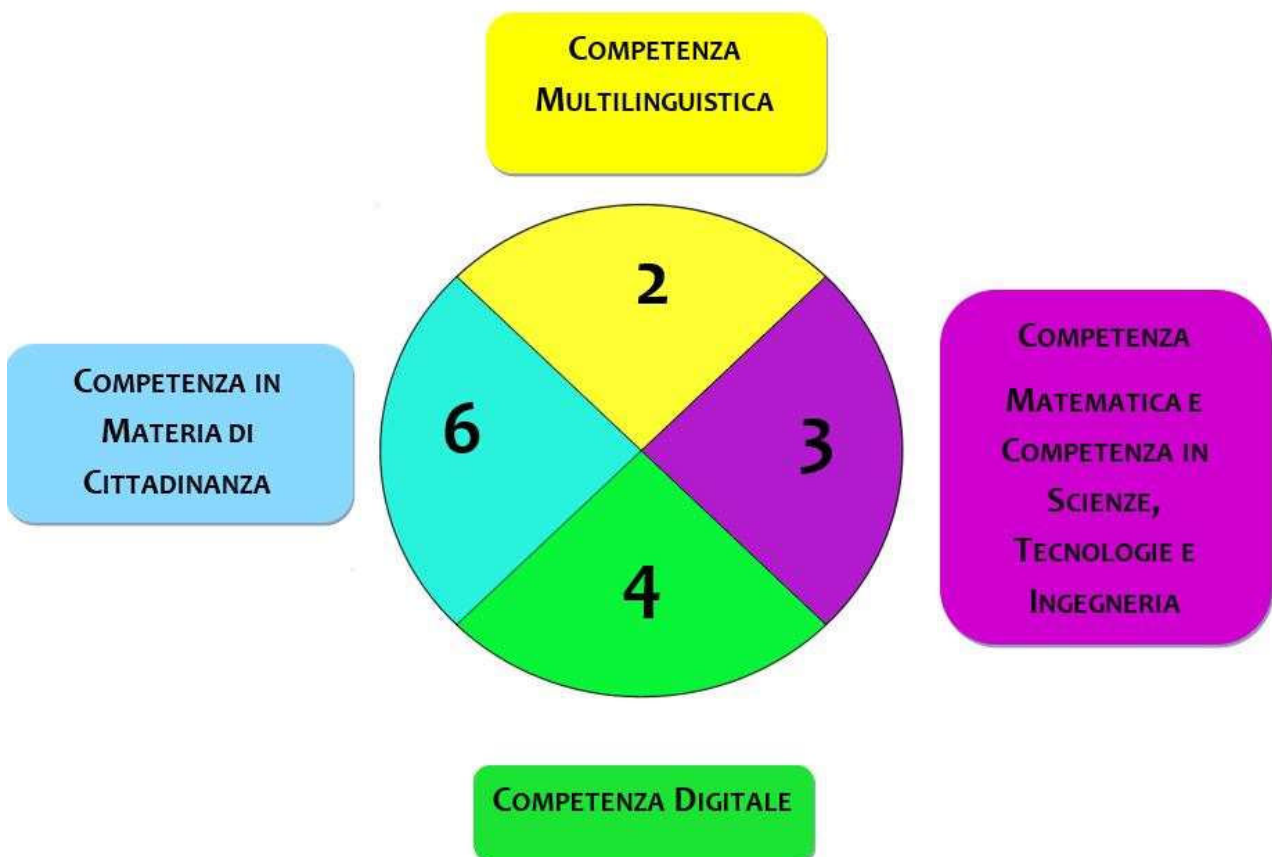 COMPETENZA
MULTILINGUISTICA
2
COMPETENZA
MATEMATICA E
COMPETENZA IN
SCIENZE,
TECNOLOGIE E
INGEGNERIA
3
COMPETENZA IN
MATERIA DI
CITTADINANZA
6
4
COMPETENZA DIGITALE